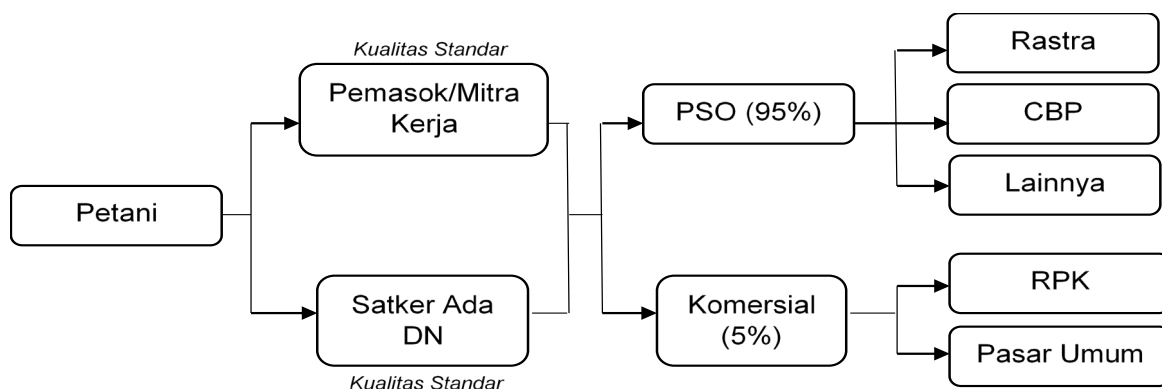 Kualitas Standar
Pemasok/Mitra
Kerja
Petani
Satker Ada
DN
Kualitas Standar
PSO (95%)
Komersial
(5%)
Rastra
CBP
Lainnya
RPK
Pasar Umum